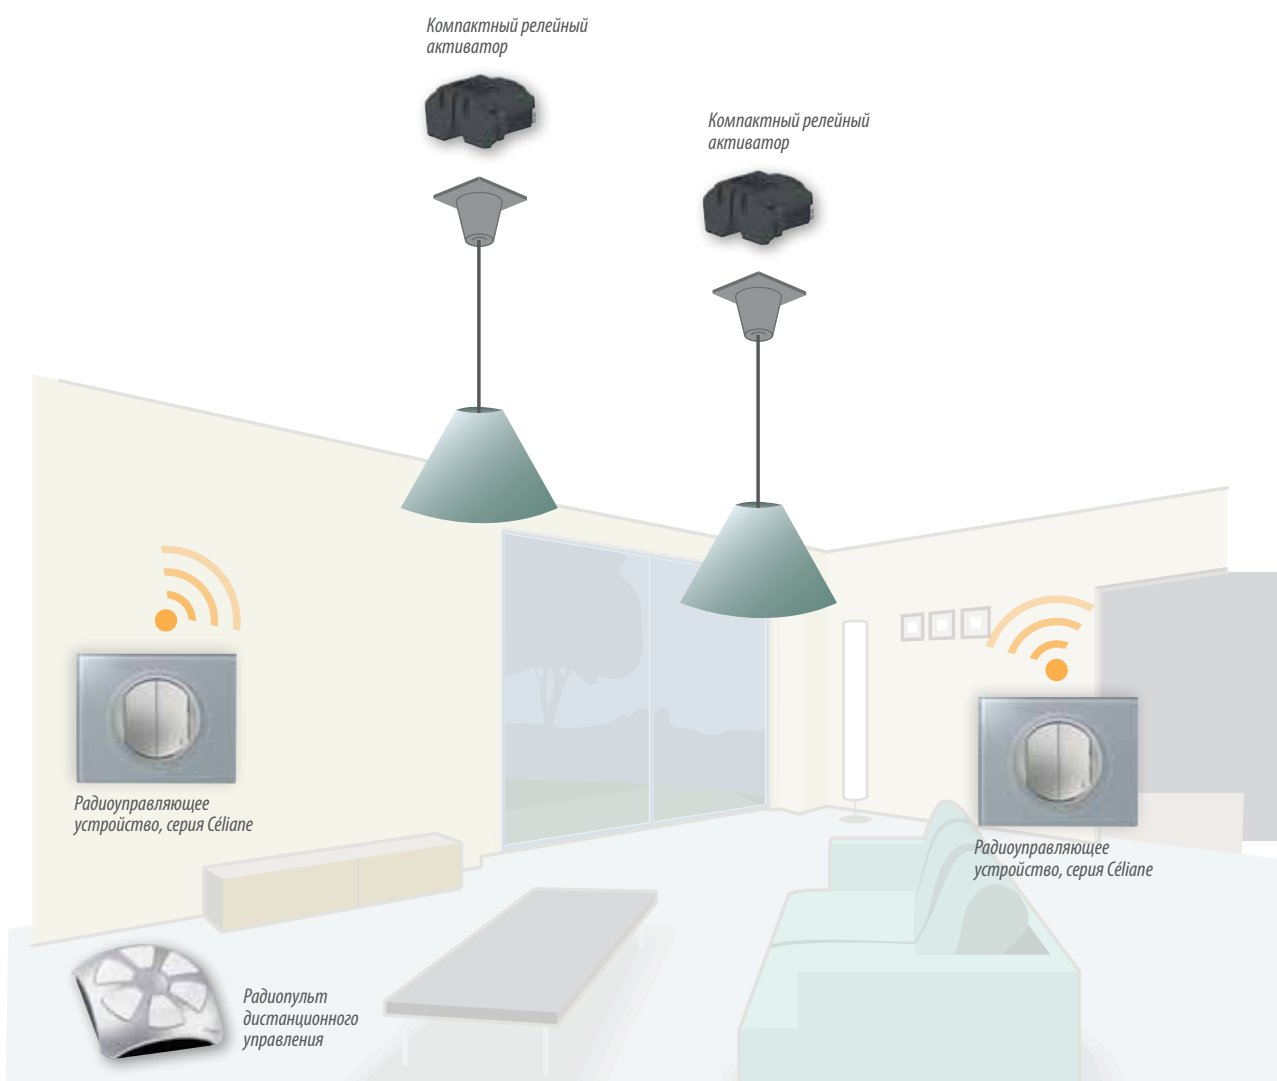 Компактный релейный
активатор
Компактный релейный
активатор
Радиоуправляющее
устройство, серия Céliane
Радиоуправляющее
устройство, серия Céliane
Радиопульт
дистанционного
управления